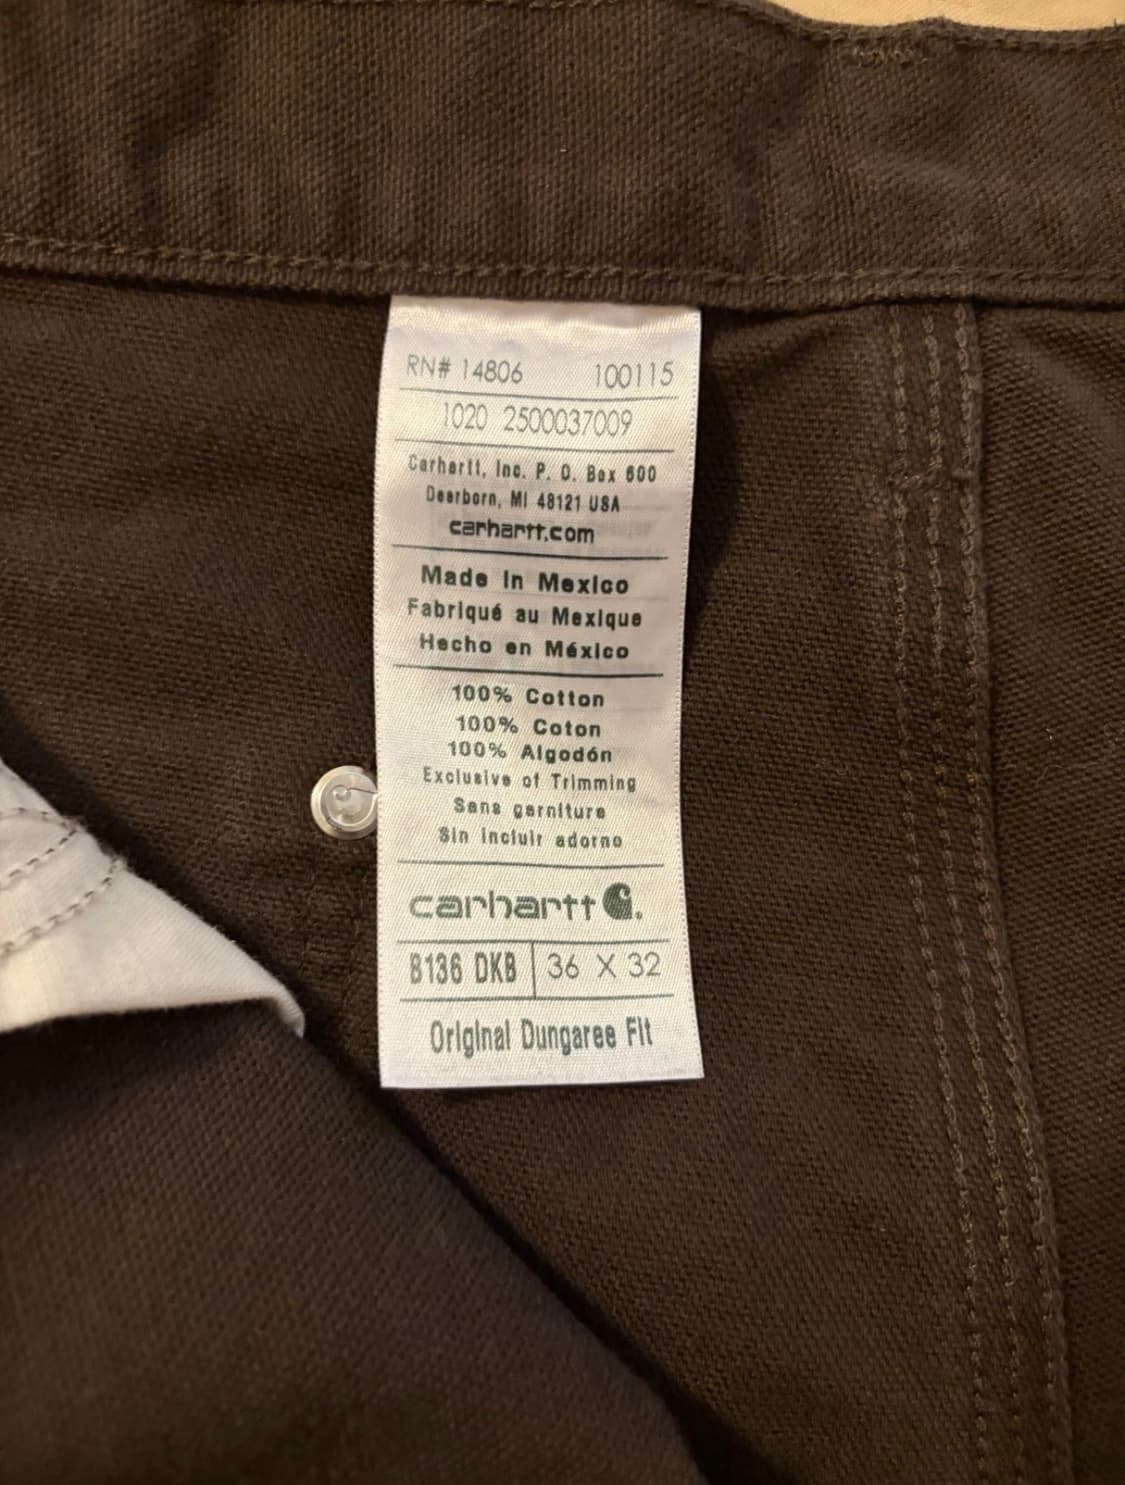 RN# 14806 100115
1020 2500037009
Carhartt, Inc. P. O. Box 600
Dearborn, MI 48121 USA
carhartt.com
Made in Mexico
Fabriqué au Mexique
Hecho en México
100% Cotton
100% Coton
100% Algodón
Exclusive of Trimming
Sans garniture
Sin incluir adorno
carhartt
B136 DKB 36 X 32
Original Dungaree Fit